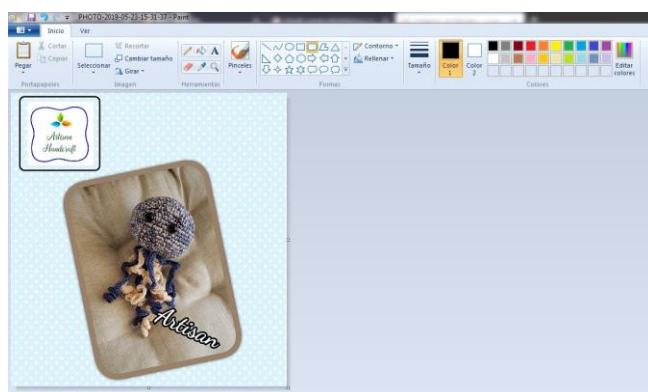 PHOTO-2019-05-23-15-31-37 - Paint
Inicio Ver
Pegar
Cortar
Copiar
Portapapeles
Seleccionar
Recortar
Cambiar tamaño
Girar
Imagen
A
Herramientas
Pinceles
Contorno
Rellenar
Formas
Tamaño
Color 1
Color 2
Editar colores
Colores
Artisan
Handcraft
Artisan